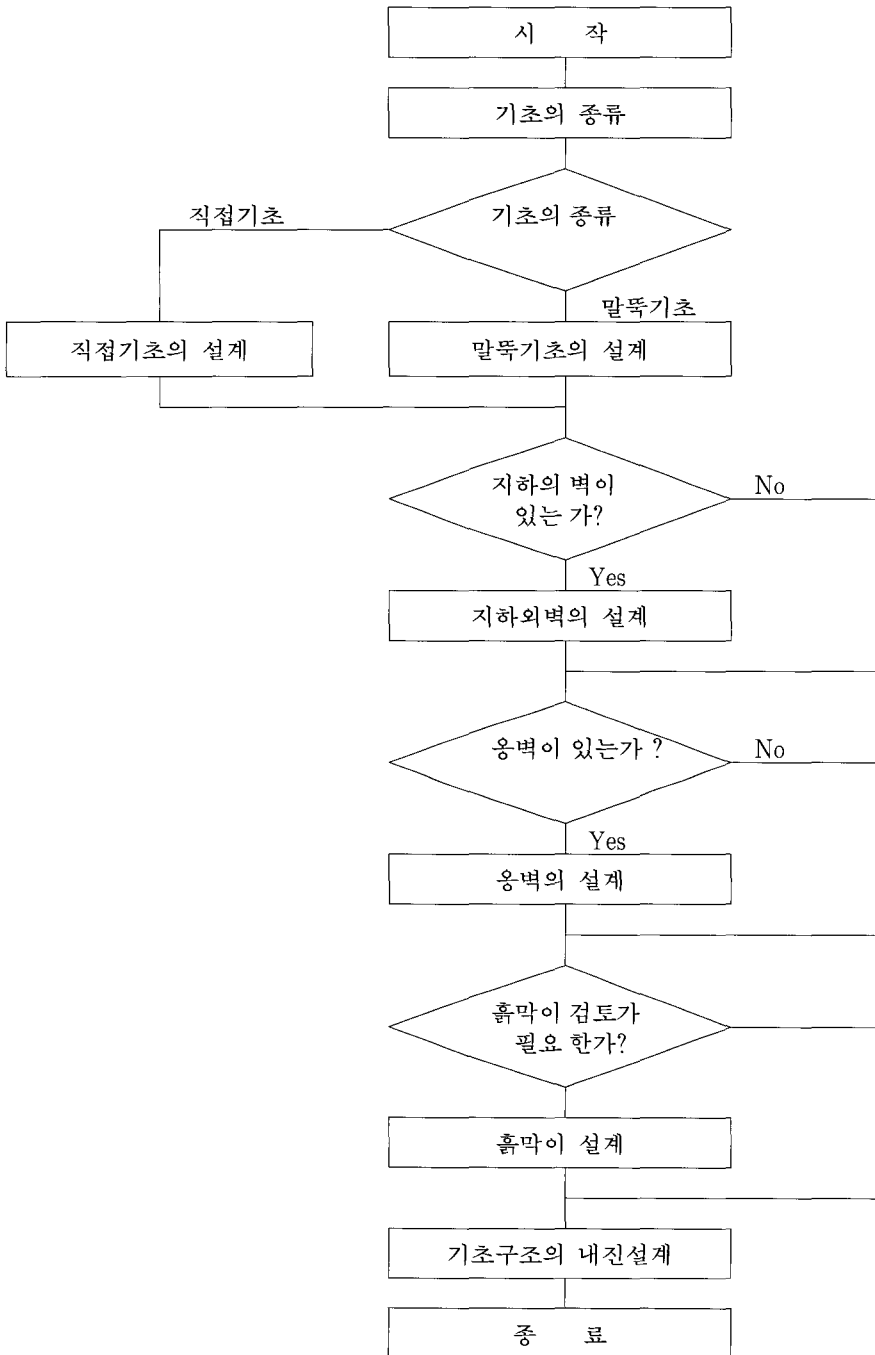 시 작
기초의 종류
기초의 종류
직접기초
말뚝기초
직접기초의 설계
말뚝기초의 설계
지하의 벽이
있는 가?
No
Yes
지하외벽의 설계
옹벽이 있는가 ?
No
Yes
옹벽의 설계
흙막이 검토가
필요 한가?
흙막이 설계
기초구조의 내진설계
종 료